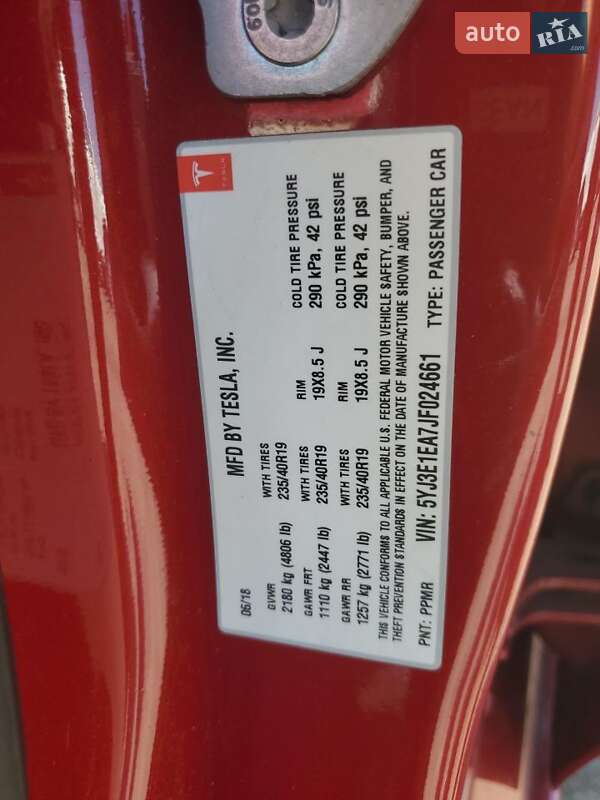 auto RIA .com
TESLA
MFD BY TESLA, INC.
06/18
GVWR WITH TIRES
2180 kg (4806 lb) 235/40R19
GAWR FRT WITH TIRES RIM COLD TIRE PRESSURE
1110 kg (2447 lb) 235/40R19 19X8.5 J 290 kPa, 42 psi
GAWR RR WITH TIRES RIM COLD TIRE PRESSURE
1257 kg (2771 lb) 235/40R19 19X8.5 J 290 kPa, 42 psi
THIS VEHICLE CONFORMS TO ALL APPLICABLE U.S. FEDERAL MOTOR VEHICLE SAFETY, BUMPER, AND
THEFT PREVENTION STANDARDS IN EFFECT ON THE DATE OF MANUFACTURE SHOWN ABOVE.
PNT: PPMR VIN: 5YJ3E1EA7JF024661 TYPE: PASSENGER CAR